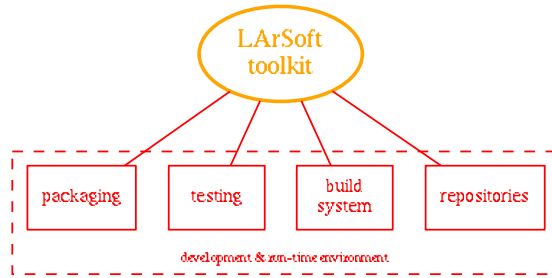 LArSoft
toolkit
packaging
testing
build
system
repositories
development & run-time environment